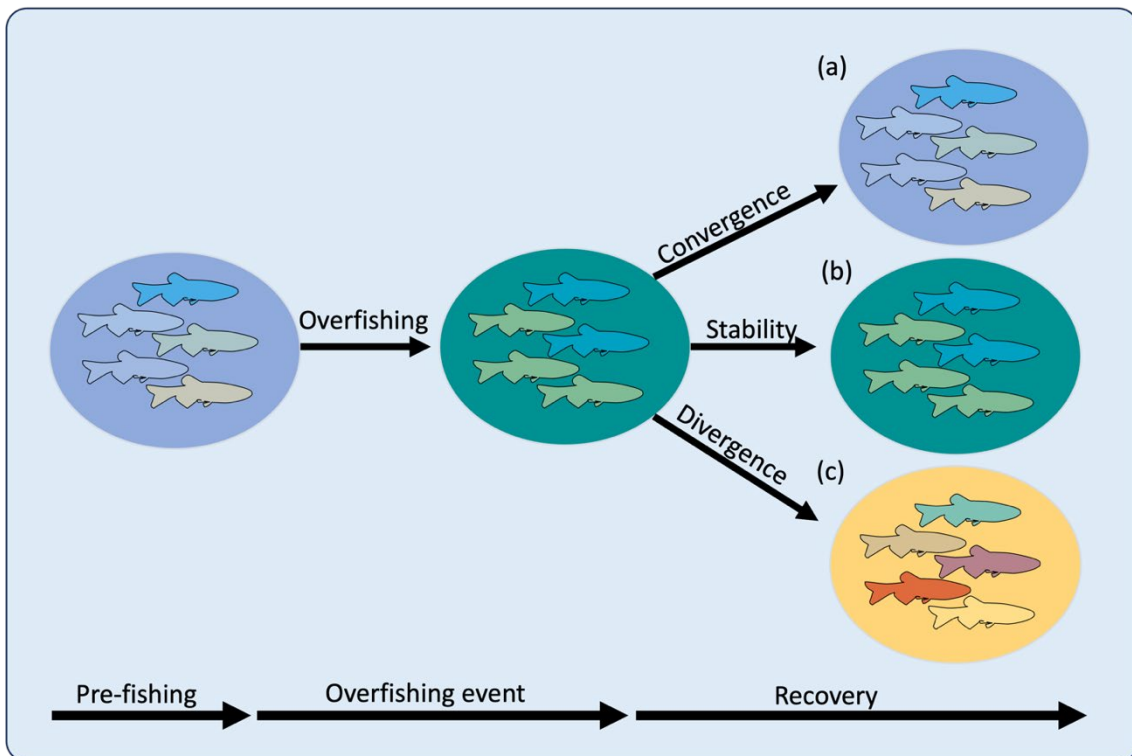 (a)
Convergence
Overfishing
(b)
Stability
Divergence
(c)
Pre-fishing
Overfishing event
Recovery